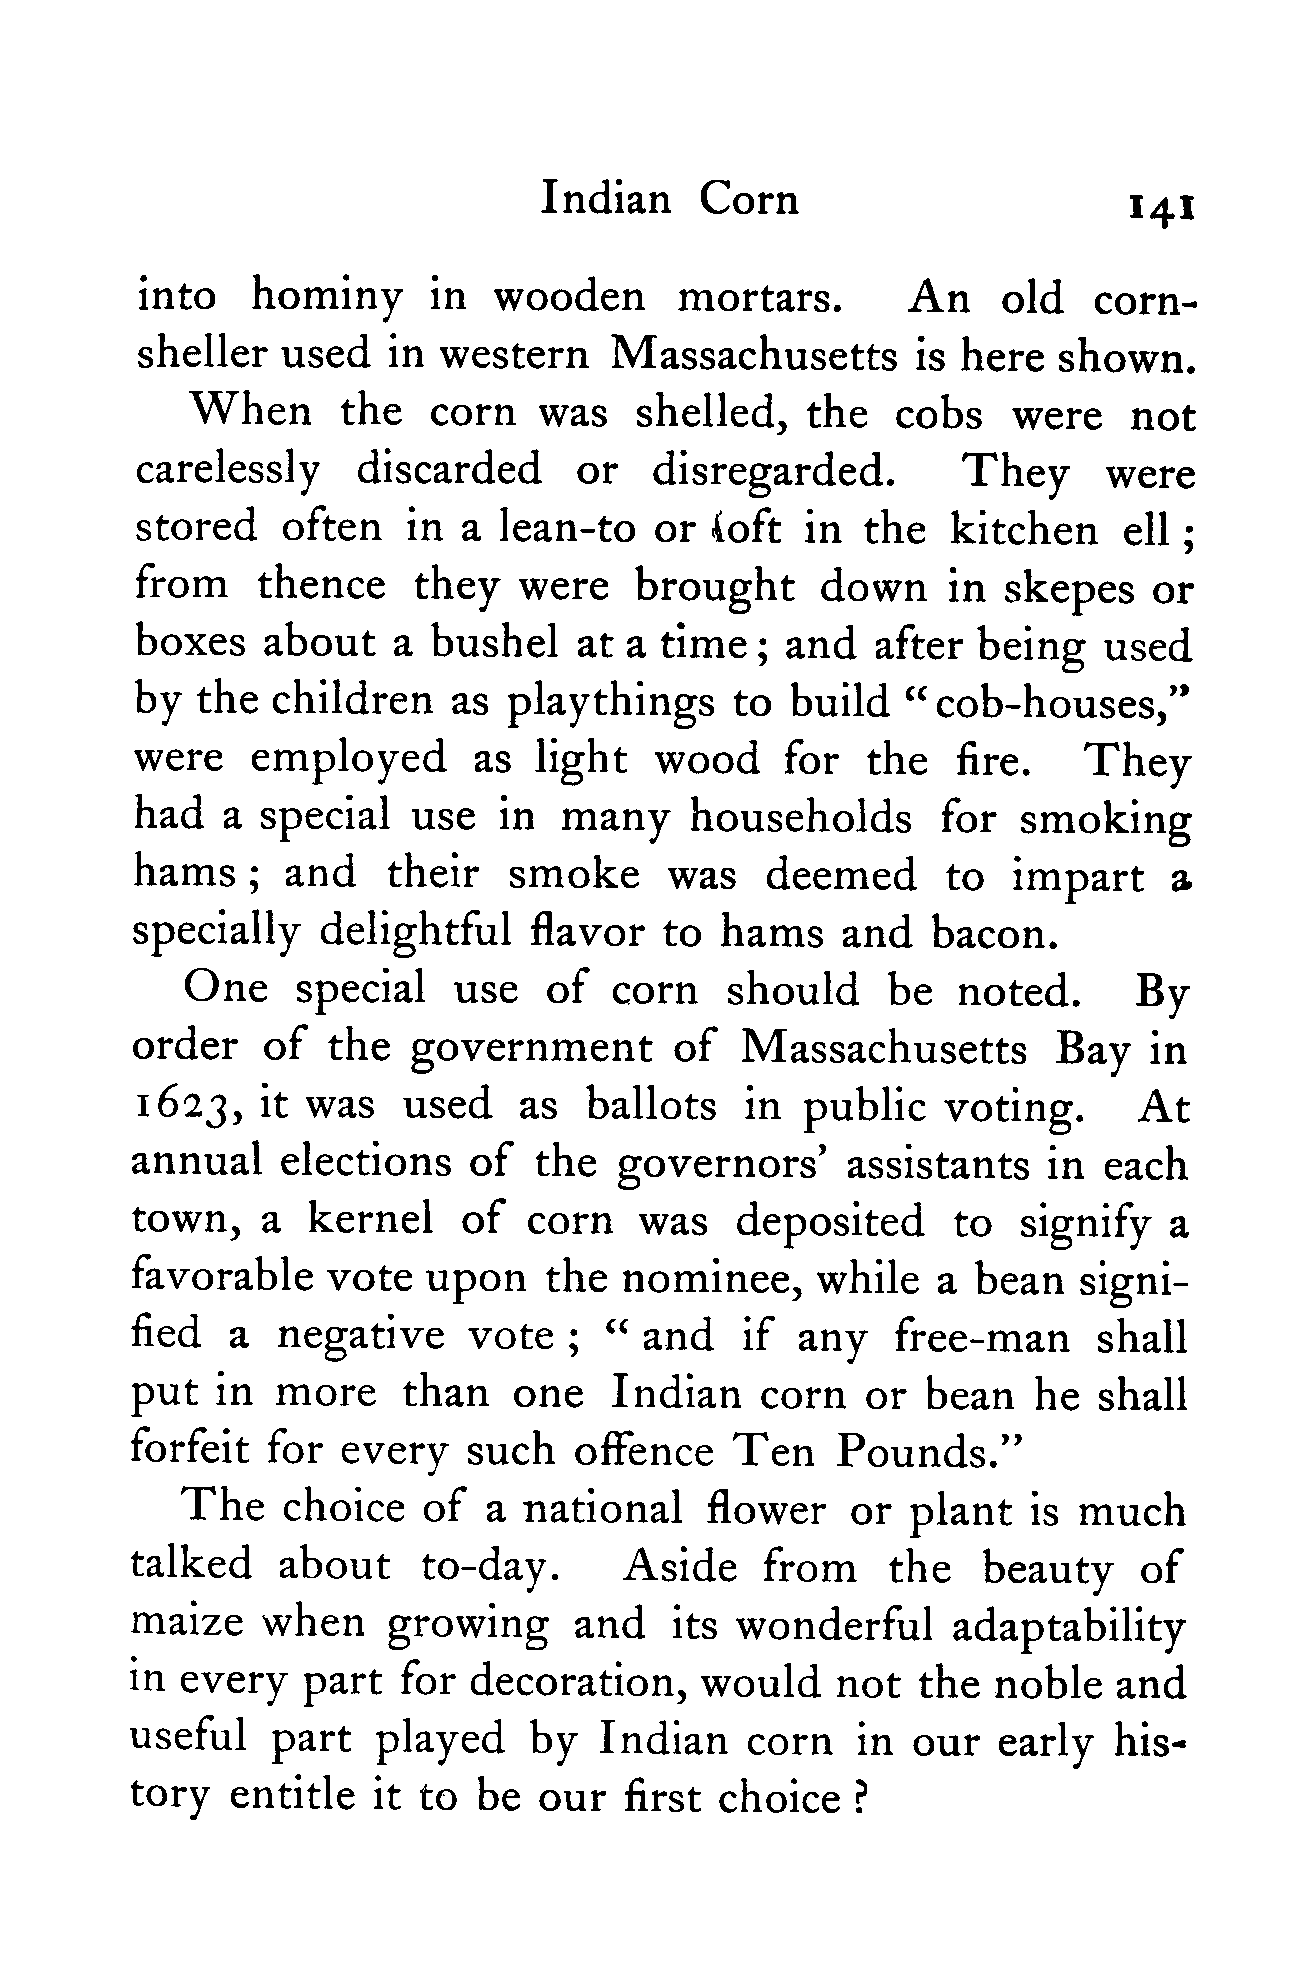 Indian Corn 141
into hominy in wooden mortars. An old corn-
sheller used in western Massachusetts is here shown.
When the corn was shelled, the cobs were not
carelessly discarded or disregarded. They were
stored often in a lean-to or loft in the kitchen ell ;
from thence they were brought down in skepes or
boxes about a bushel at a time ; and after being used
by the children as playthings to build “ cob-houses,”
were employed as light wood for the fire. They
had a special use in many households for smoking
hams ; and their smoke was deemed to impart a
specially delightful flavor to hams and bacon.
One special use of corn should be noted. By
order of the government of Massachusetts Bay in
1623, it was used as ballots in public voting. At
annual elections of the governors’ assistants in each
town, a kernel of corn was deposited to signify a
favorable vote upon the nominee, while a bean signi-
fied a negative vote ; “ and if any free-man shall
put in more than one Indian corn or bean he shall
forfeit for every such offence Ten Pounds.”
The choice of a national flower or plant is much
talked about to-day. Aside from the beauty of
maize when growing and its wonderful adaptability
in every part for decoration, would not the noble and
useful part played by Indian corn in our early his-
tory entitle it to be our first choice ?